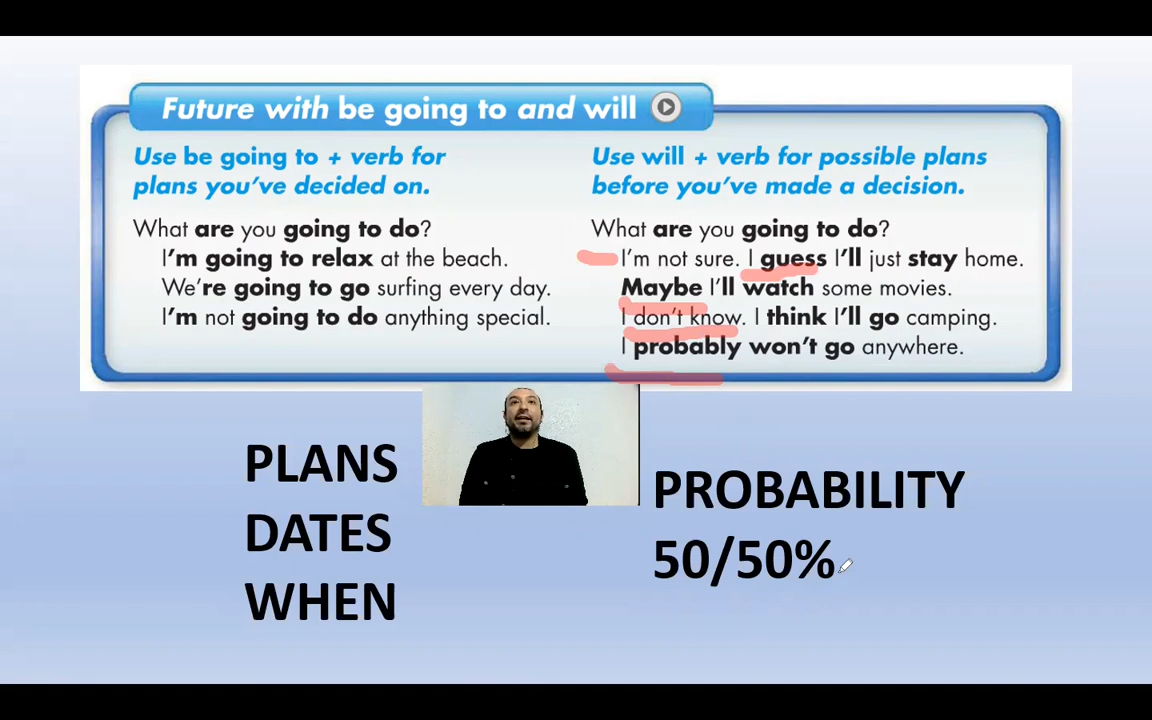 Future with be going to and will
Use be going to + verb for
plans you've decided on.
What are you going to do?
I'm going to relax at the beach.
We're going to go surfing every day.
I'm not going to do anything special.
Use will + verb for possible plans
before you've made a decision.
What are you going to do?
I'm not sure. I guess I'll just stay home.
Maybe I'll watch some movies.
I don't know. I think I'll go camping.
I probably won't go anywhere.
PLANS
DATES
WHEN
PROBABILITY
50/50%